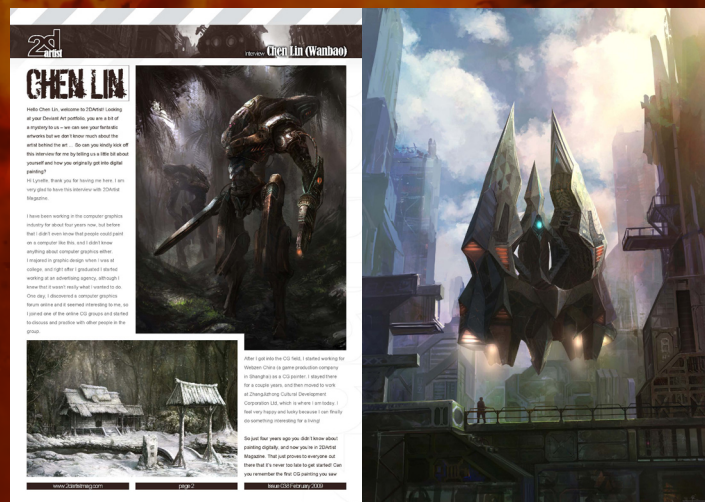 2d
artist
interview Chen Lin (Wanbao)
CHEN LIN
Hello Chen Lin, welcome to 2DArtist! Looking
at your Deviant Art portfolio, you are a bit of
a mystery to us – we can see your fantastic
artworks but we don't know much about the
artist behind the art ... So can you kindly kick off
this interview for me by telling us a little bit about
yourself and how you originally got into digital
painting?
Hi Lynette, thank you for having me here. I am
very glad to have this interview with 2DArtist
Magazine.
I have been working in the computer graphics
industry for about four years now, but before
that I didn't even know that people could paint
on a computer like this, and I didn't know
anything about computer graphics either.
I majored in graphic design when I was at
college, and right after I graduated I started
working at an advertising agency, although I
knew that it wasn't really what I wanted to do.
One day, I discovered a computer graphics
forum online and it seemed interesting to me, so
I joined one of the online CG groups and started
to discuss and practice with other people in the
group.
After I got into the CG field, I started working for
Webzen China (a game production company
in Shanghai) as a CG painter. I stayed there
for a couple years, and then moved to work
at Zhangzhong Cultural Development
Corporation Ltd, which is where I am today. I
feel very happy and lucky because I can finally
do something interesting for a living!
So just four years ago you didn't know about
painting digitally, and now you're in 2DArtist
Magazine. That just proves to everyone out
there that it's never too late to get started! Can
you remember the first CG painting you saw
www.2dartistmag.com
page 2
Issue 038 February 2009